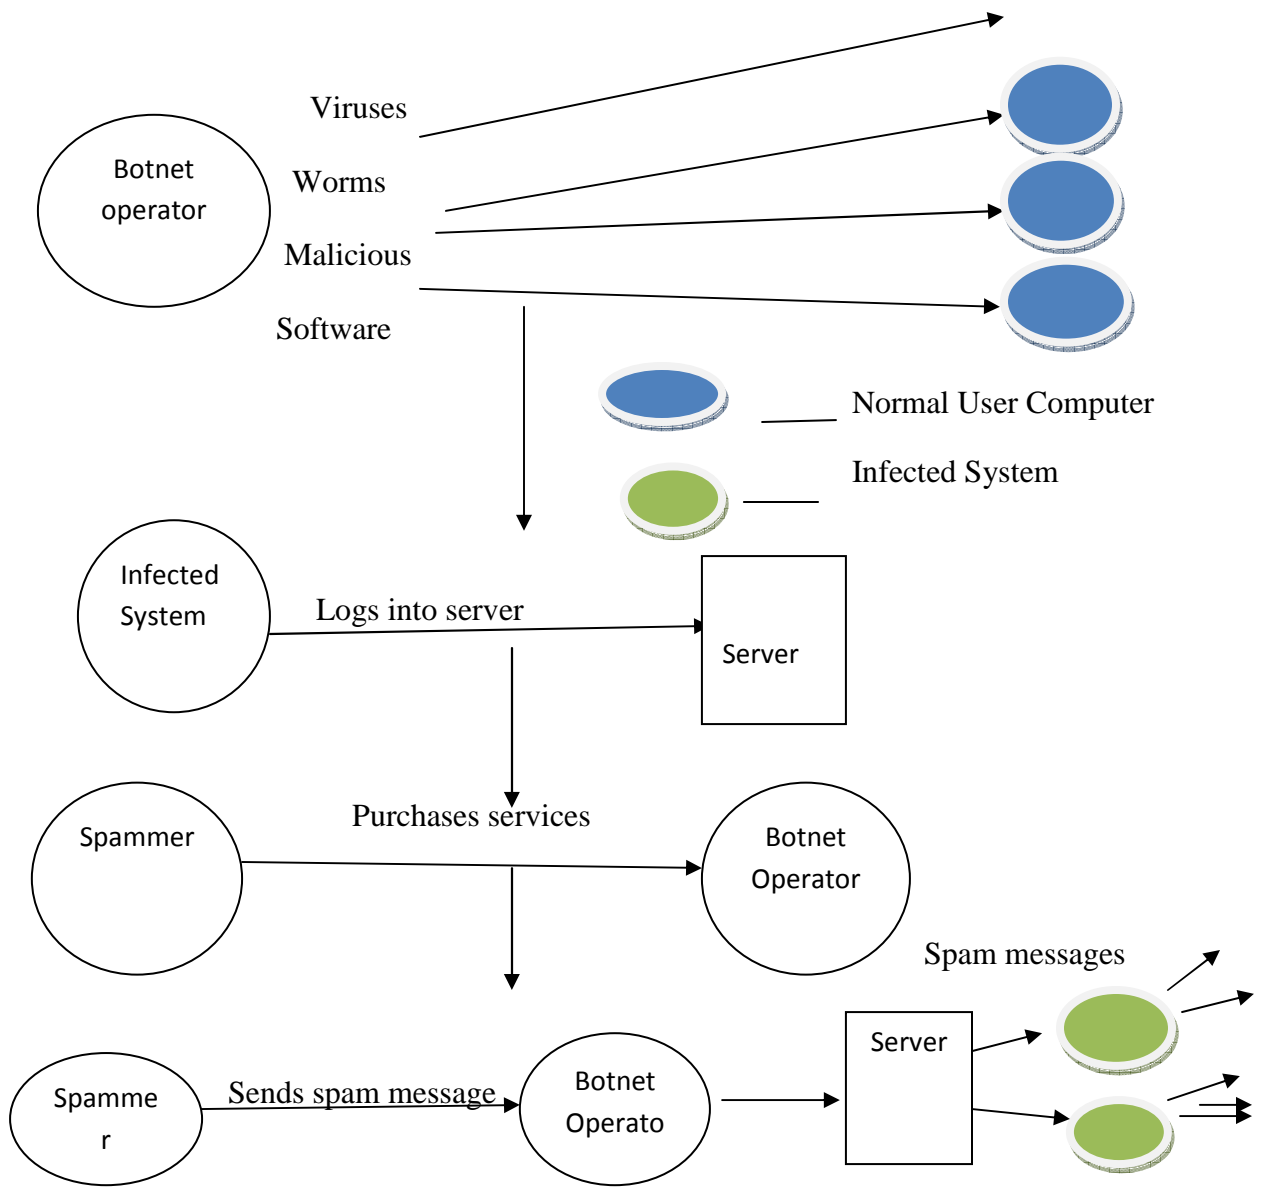 Viruses
Botnet
operator
Worms
Malicious
Software
Normal User Computer
Infected System
Infected
System
Logs into server
Server
Purchases services
Spammer
Botnet
Operator
Spam messages
Server
Spamme
r
Sends spam message
Botnet
Operato